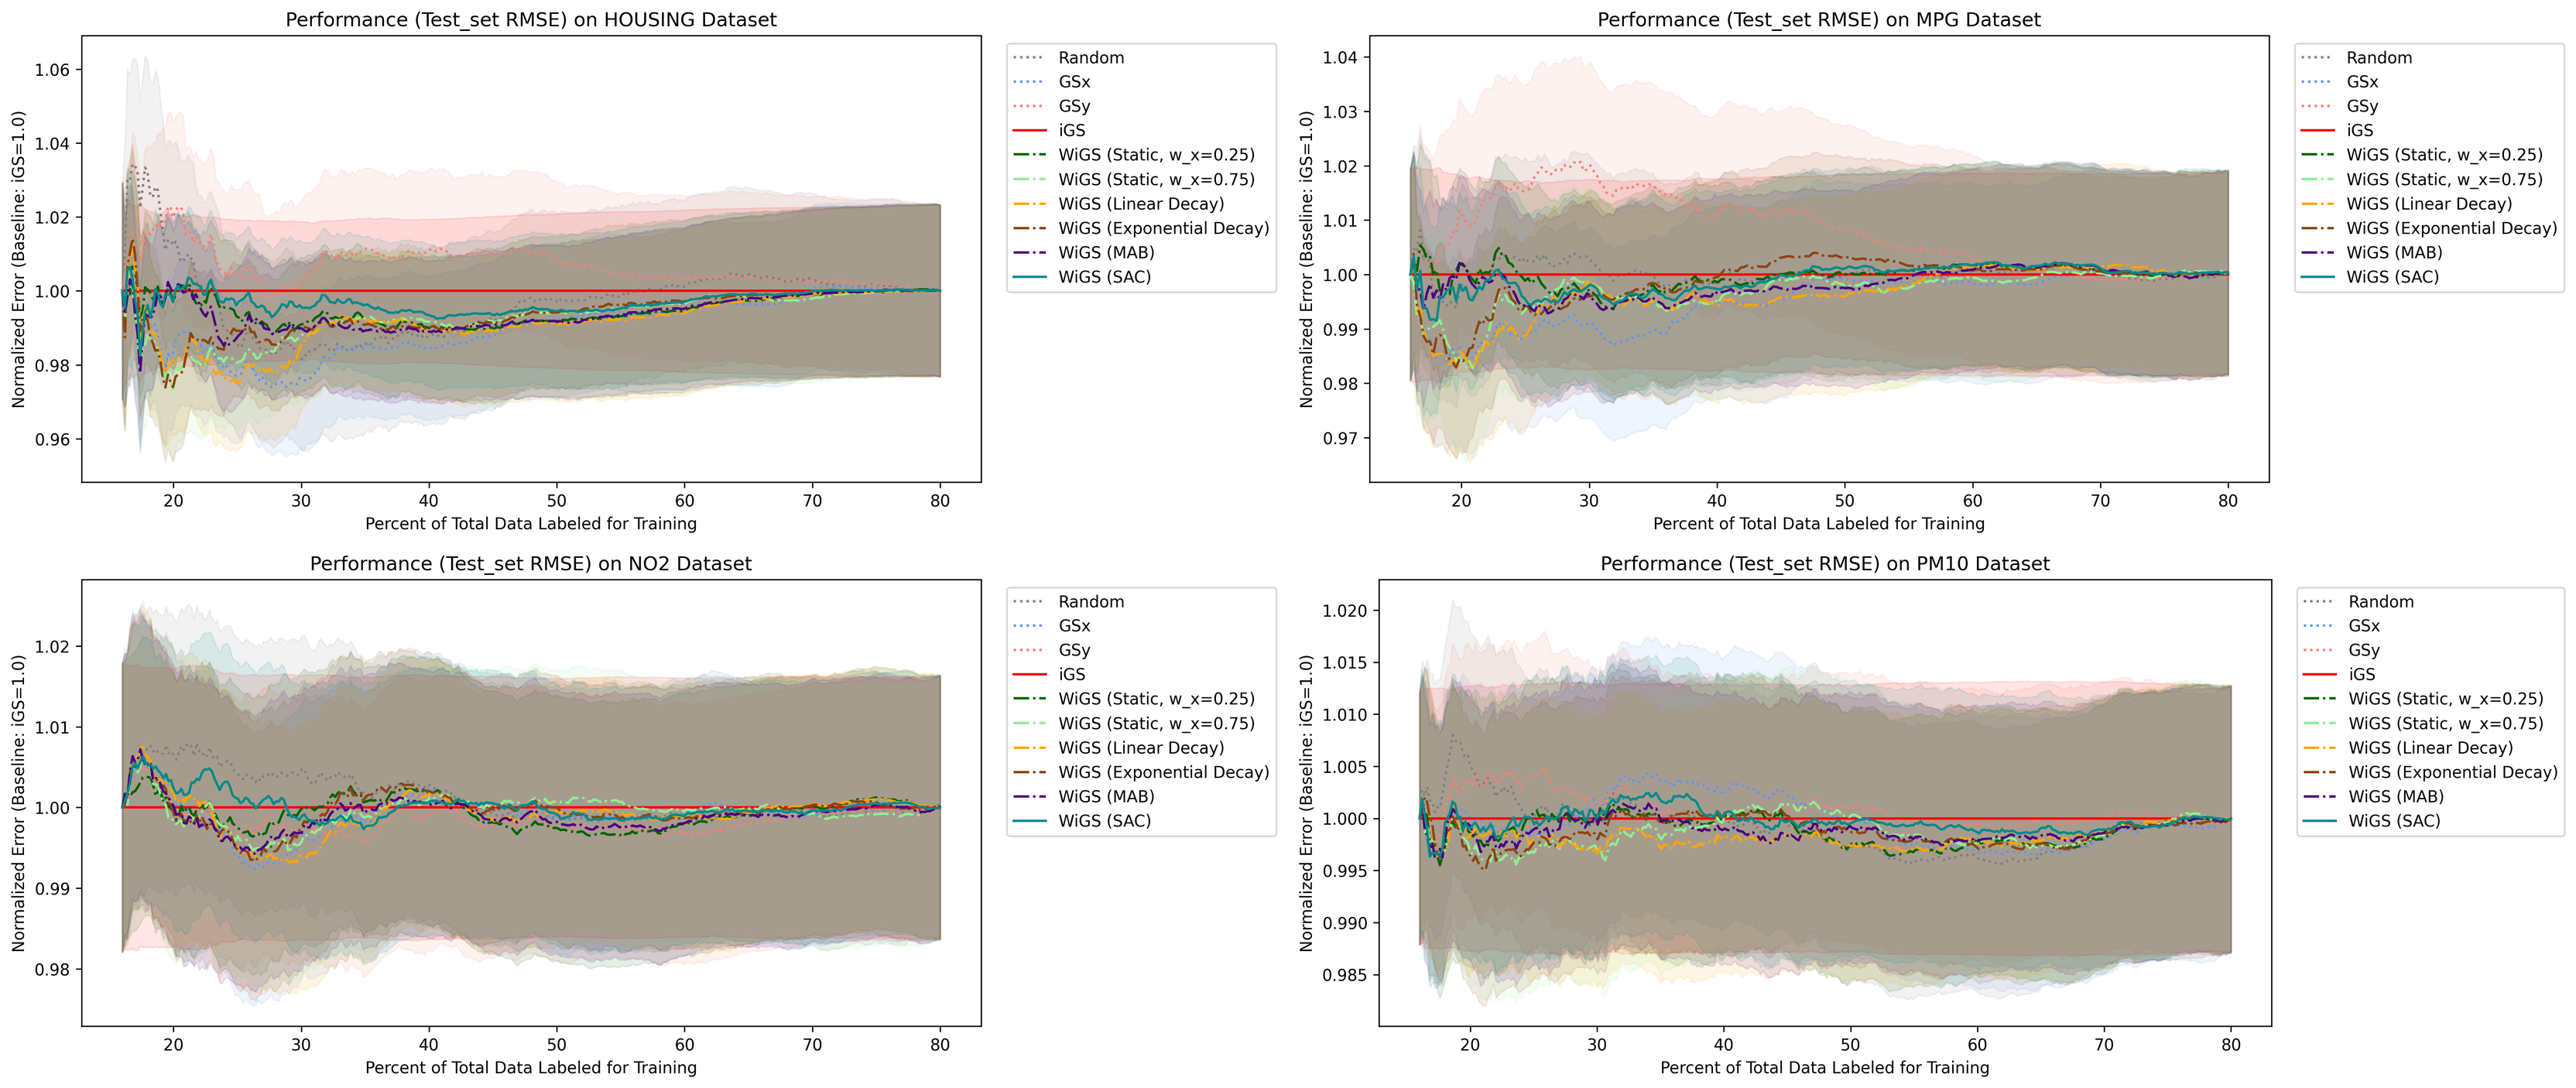 Performance (Test_set RMSE) on HOUSING Dataset
Normalized Error (Baseline: iGS=1.0)
1.06
1.04
1.02
1.00
0.98
0.96
20 30 40 50 60 70 80
Percent of Total Data Labeled for Training
Random
GSx
GSy
iGS
WiGS (Static, w_x=0.25)
WiGS (Static, w_x=0.75)
WiGS (Linear Decay)
WiGS (Exponential Decay)
WiGS (MAB)
WiGS (SAC)
Performance (Test_set RMSE) on MPG Dataset
Normalized Error (Baseline: iGS=1.0)
1.04
1.03
1.02
1.01
1.00
0.99
0.98
0.97
20 30 40 50 60 70 80
Percent of Total Data Labeled for Training
Random
GSx
GSy
iGS
WiGS (Static, w_x=0.25)
WiGS (Static, w_x=0.75)
WiGS (Linear Decay)
WiGS (Exponential Decay)
WiGS (MAB)
WiGS (SAC)
Performance (Test_set RMSE) on NO2 Dataset
Normalized Error (Baseline: iGS=1.0)
1.02
1.01
1.00
0.99
0.98
20 30 40 50 60 70 80
Percent of Total Data Labeled for Training
Random
GSx
GSy
iGS
WiGS (Static, w_x=0.25)
WiGS (Static, w_x=0.75)
WiGS (Linear Decay)
WiGS (Exponential Decay)
WiGS (MAB)
WiGS (SAC)
Performance (Test_set RMSE) on PM10 Dataset
Normalized Error (Baseline: iGS=1.0)
1.020
1.015
1.010
1.005
1.000
0.995
0.990
0.985
20 30 40 50 60 70 80
Percent of Total Data Labeled for Training
Random
GSx
GSy
iGS
WiGS (Static, w_x=0.25)
WiGS (Static, w_x=0.75)
WiGS (Linear Decay)
WiGS (Exponential Decay)
WiGS (MAB)
WiGS (SAC)